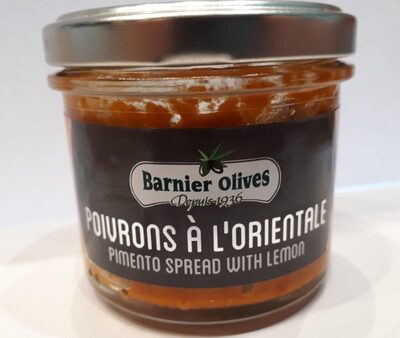 Barnier Olives
Depuis 1936
POIVRONS À L'ORIENTALE
PIMENTO SPREAD WITH LEMON